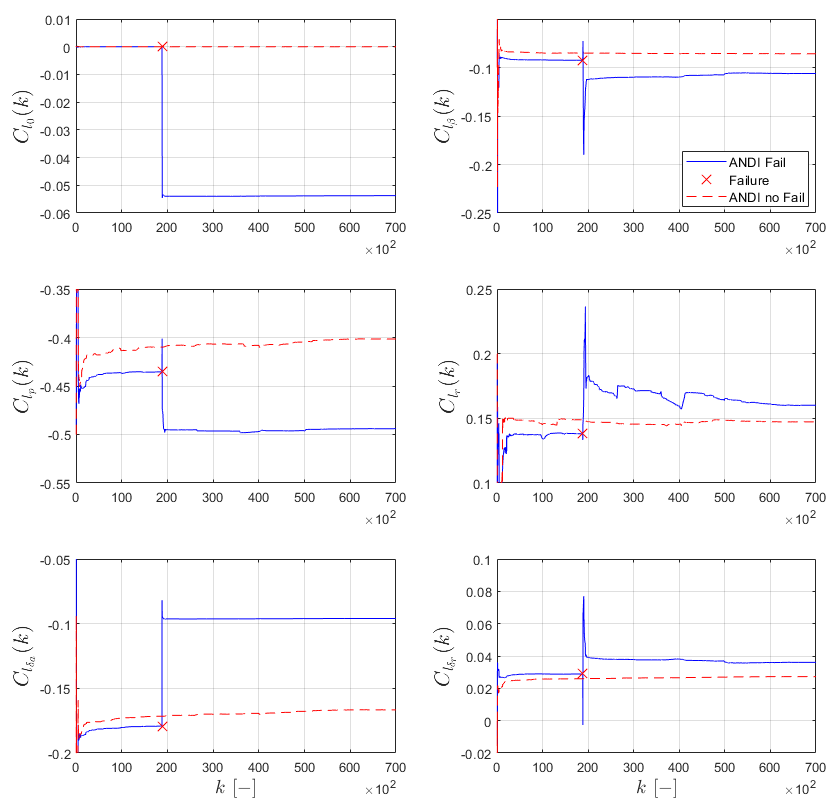 0.01
0
-0.01
-0.02
-0.03
-0.04
-0.05
-0.06
C_{l_0}(k)
0 100 200 300 400 500 600 700
×10^2
-0.1
-0.15
-0.2
-0.25
C_{l_β}(k)
ANDI Fail
Failure
ANDI no Fail
0 100 200 300 400 500 600 700
×10^2
-0.35
-0.4
-0.45
-0.5
-0.55
C_{l_p}(k)
0 100 200 300 400 500 600 700
×10^2
0.25
0.2
0.15
0.1
C_{l_r}(k)
0 100 200 300 400 500 600 700
×10^2
-0.05
-0.1
-0.15
-0.2
C_{l_{δa}}(k)
0 100 200 300 400 500 600 700
k [−]
×10^2
0.1
0.08
0.06
0.04
0.02
0
-0.02
C_{l_{δr}}(k)
0 100 200 300 400 500 600 700
k [−]
×10^2